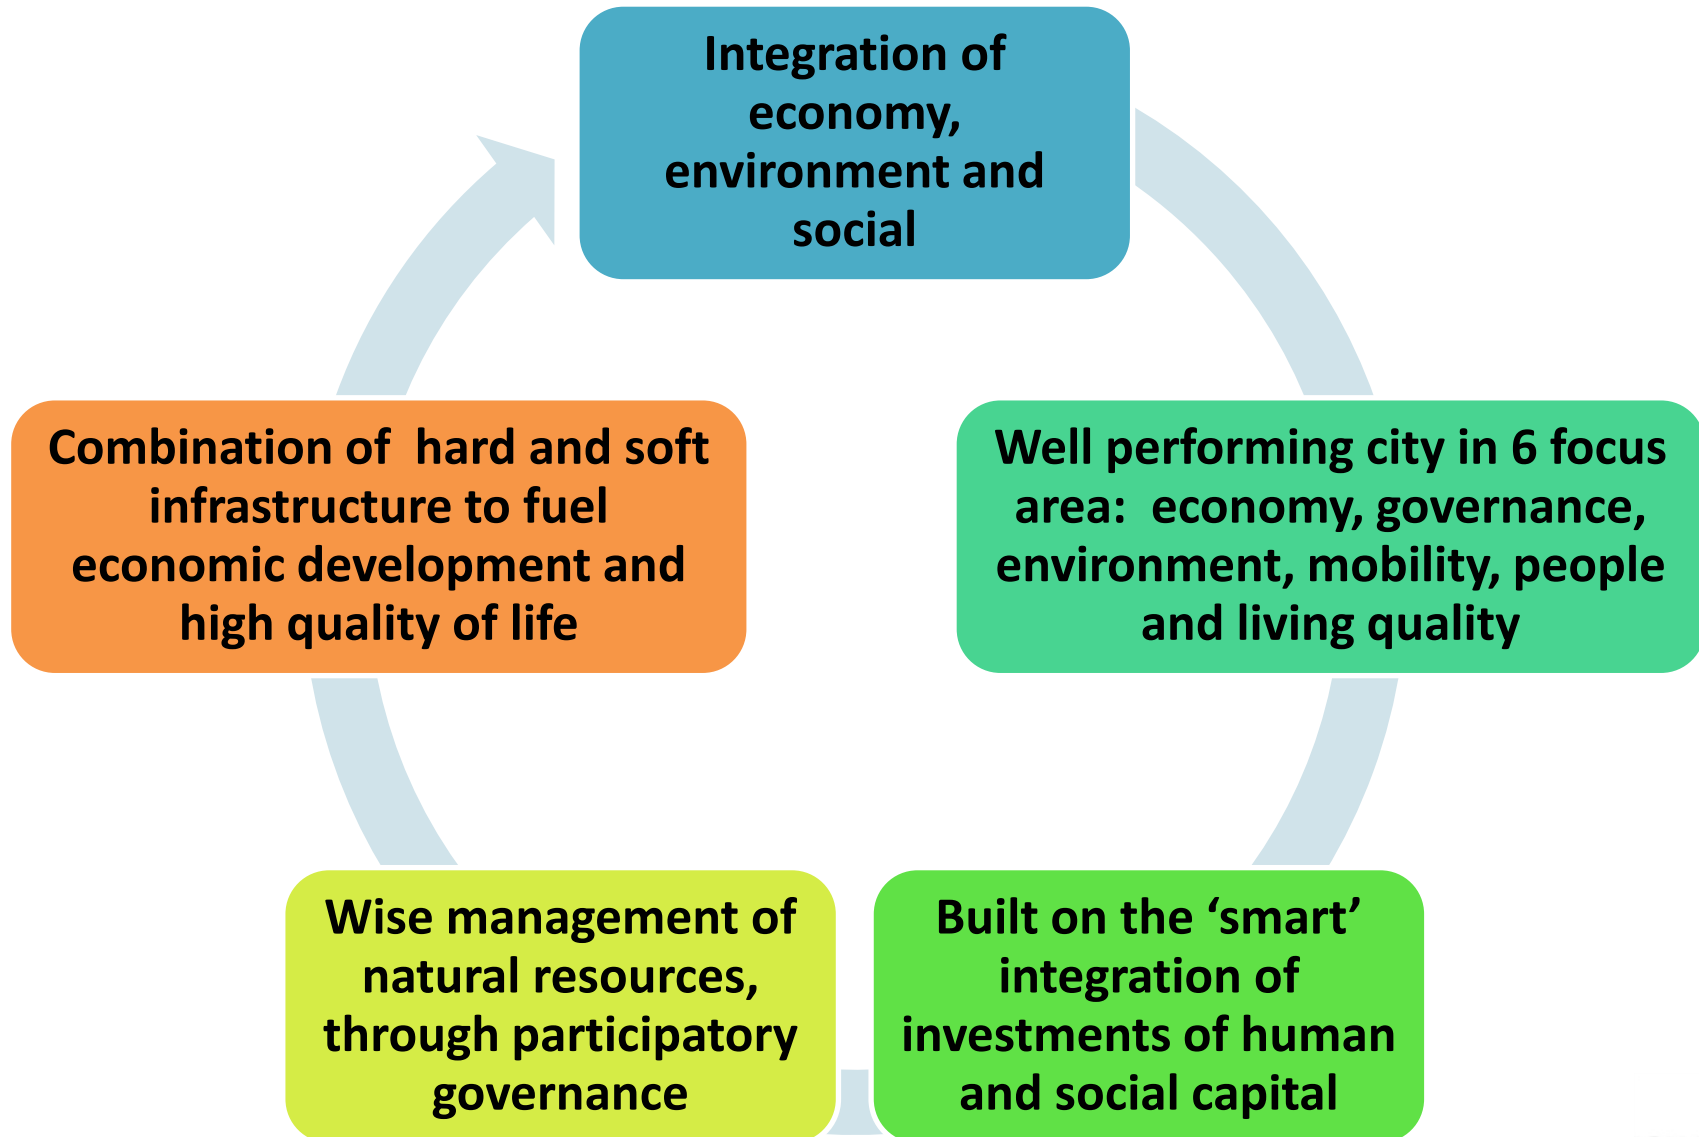 Integration of
economy,
environment and
social
Well performing city in 6 focus
area:  economy, governance,
environment, mobility, people
and living quality
Built on the ‘smart’
integration of
investments of human
and social capital
Wise management of
natural resources,
through participatory
governance
Combination of  hard and soft
infrastructure to fuel
economic development and
high quality of life